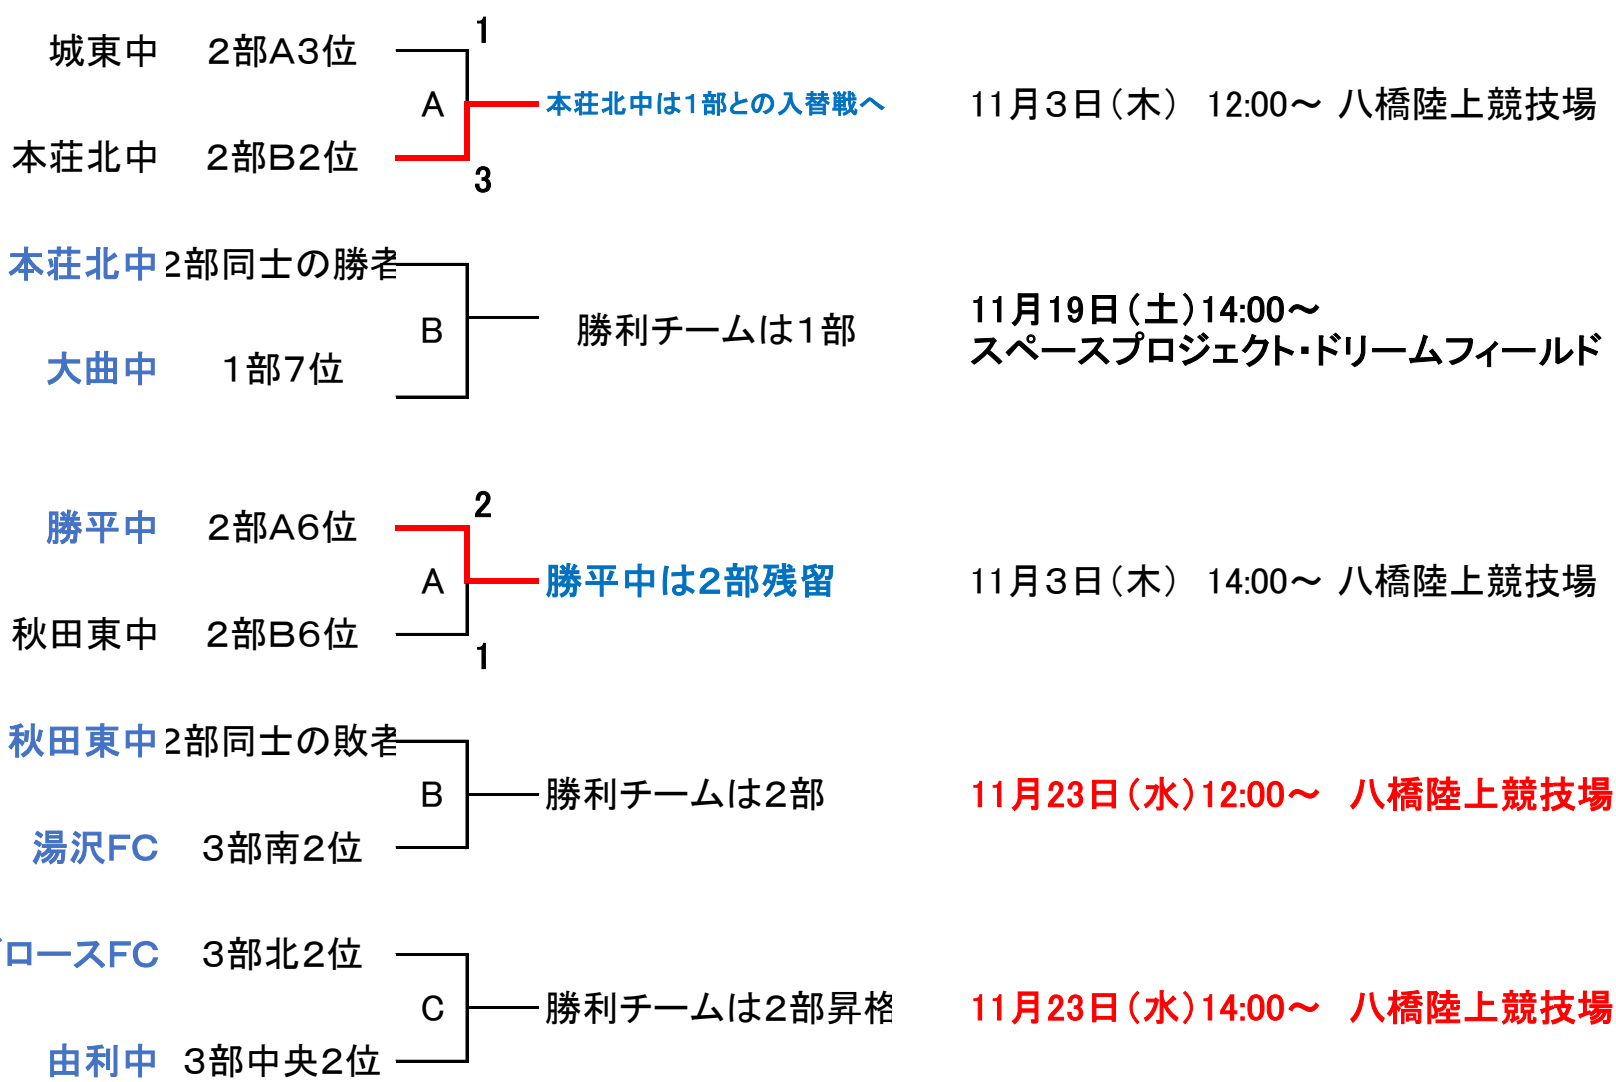 城東中 2部A3位 1
A 本荘北中は1部との入替戦へ 11月3日(木) 12:00～ 八橋陸上競技場
本荘北中 2部B2位 3
本荘北中 2部同士の勝者
B 勝利チームは1部 11月19日(土)14:00～
スペースプロジェクト・ドリームフィールド
大曲中 1部7位
勝平中 2部A6位 2
A 勝平中は2部残留 11月3日(木) 14:00～ 八橋陸上競技場
秋田東中 2部B6位 1
秋田東中 2部同士の敗者
B 勝利チームは2部 11月23日(水)12:00～ 八橋陸上競技場
湯沢FC 3部南2位
ロースFC 3部北2位
C 勝利チームは2部昇格 11月23日(水)14:00～ 八橋陸上競技場
由利中 3部中央2位